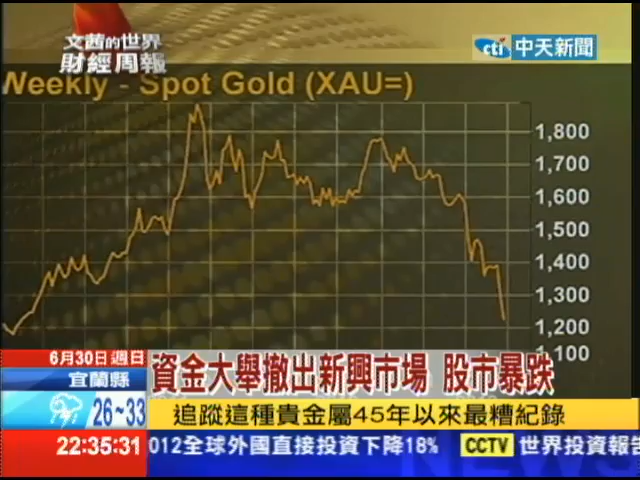 文茜的世界
財經周報
cti 中天新聞
Weekly - Spot Gold (XAU=)
1,800
1,700
1,600
1,500
1,400
1,300
1,200
1,100
6月30日 週日
宜蘭縣
26~33
22:35:31
資金大舉撤出新興市場 股市暴跌
追蹤這種貴金屬45年以來最糟紀錄
012全球外國直接投資下降18% CCTV 世界投資報告
NEWS